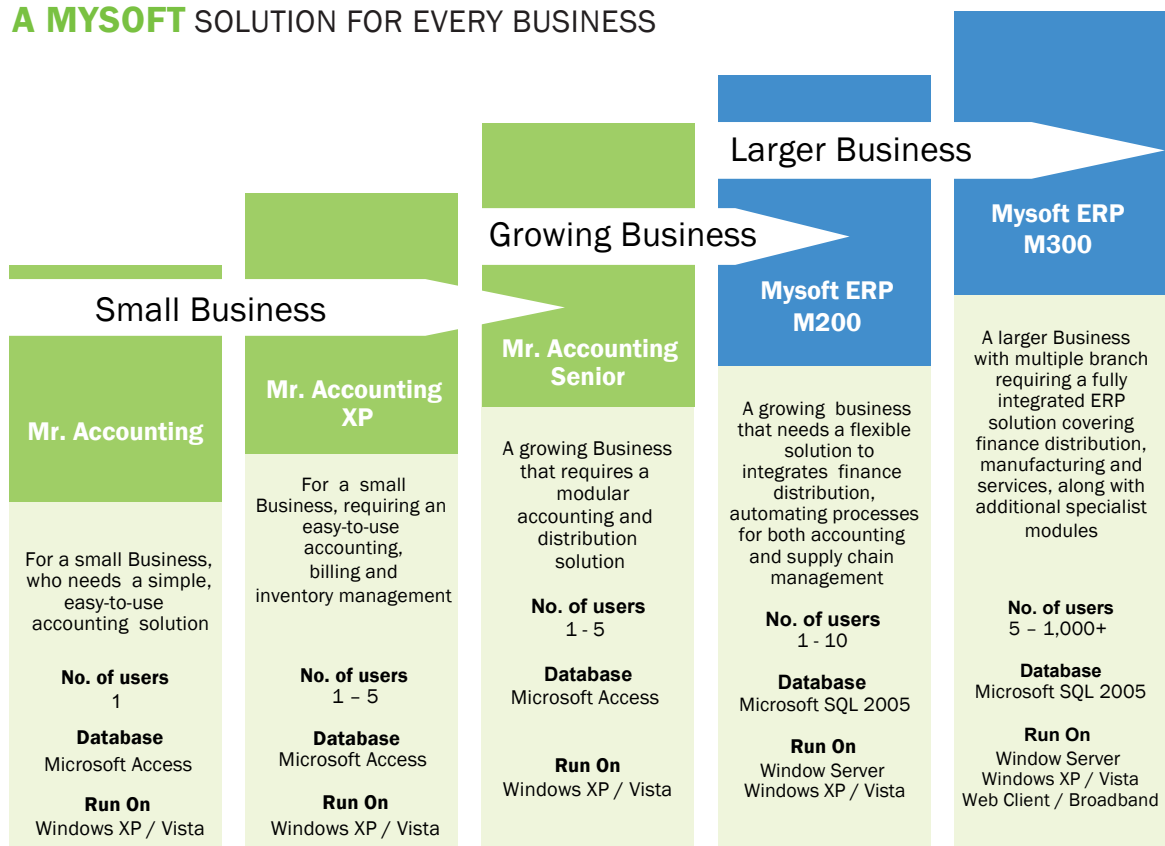 A MYSOFT SOLUTION FOR EVERY BUSINESS
Small Business
Growing Business
Larger Business
Mr. Accounting
For a small Business,
who needs a simple,
easy-to-use
accounting solution
No. of users
1
Database
Microsoft Access
Run On
Windows XP / Vista
Mr. Accounting
XP
For a small
Business, requiring an
easy-to-use
accounting,
billing and
inventory management
No. of users
1 – 5
Database
Microsoft Access
Run On
Windows XP / Vista
Mr. Accounting
Senior
A growing Business
that requires a
modular
accounting and
distribution
solution
No. of users
1 - 5
Database
Microsoft Access
Run On
Windows XP / Vista
Mysoft ERP
M200
A growing business
that needs a flexible
solution to
integrates finance
distribution,
automating processes
for both accounting
and supply chain
management
No. of users
1 - 10
Database
Microsoft SQL 2005
Run On
Window Server
Windows XP / Vista
Mysoft ERP
M300
A larger Business
with multiple branch
requiring a fully
integrated ERP
solution covering
finance distribution,
manufacturing and
services, along with
additional specialist
modules
No. of users
5 – 1,000+
Database
Microsoft SQL 2005
Run On
Window Server
Windows XP / Vista
Web Client / Broadband